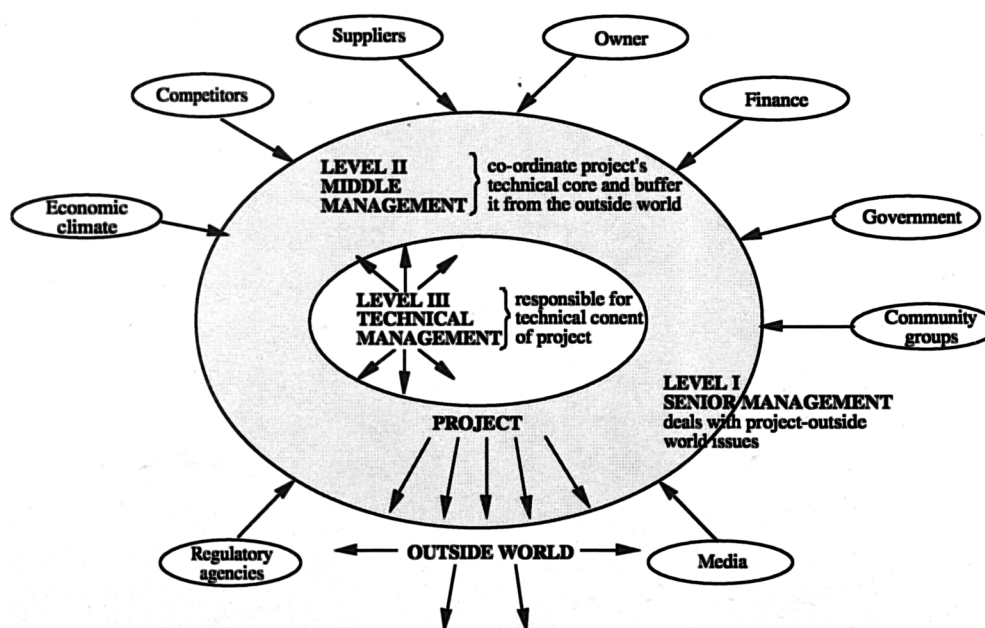 Suppliers
Owner
Competitors
Finance
LEVEL II
MIDDLE
MANAGEMENT
co-ordinate project's
technical core and buffer
it from the outside world
Economic
climate
Government
LEVEL III
TECHNICAL
MANAGEMENT
responsible for
technical conent
of project
Community
groups
LEVEL I
SENIOR MANAGEMENT
deals with project-outside
world issues
PROJECT
Regulatory
agencies
OUTSIDE WORLD
Media